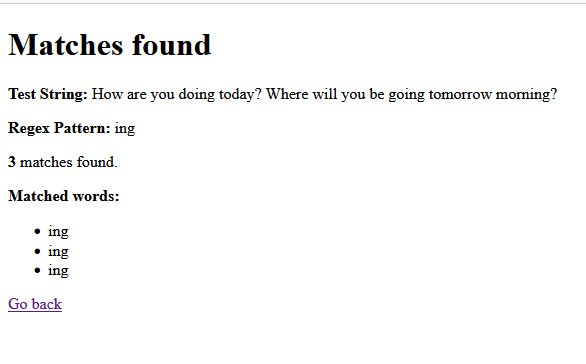 Matches found
Test String: How are you doing today? Where will you be going tomorrow morning?
Regex Pattern: ing
3 matches found.
Matched words:
• ing
• ing
• ing
Go back